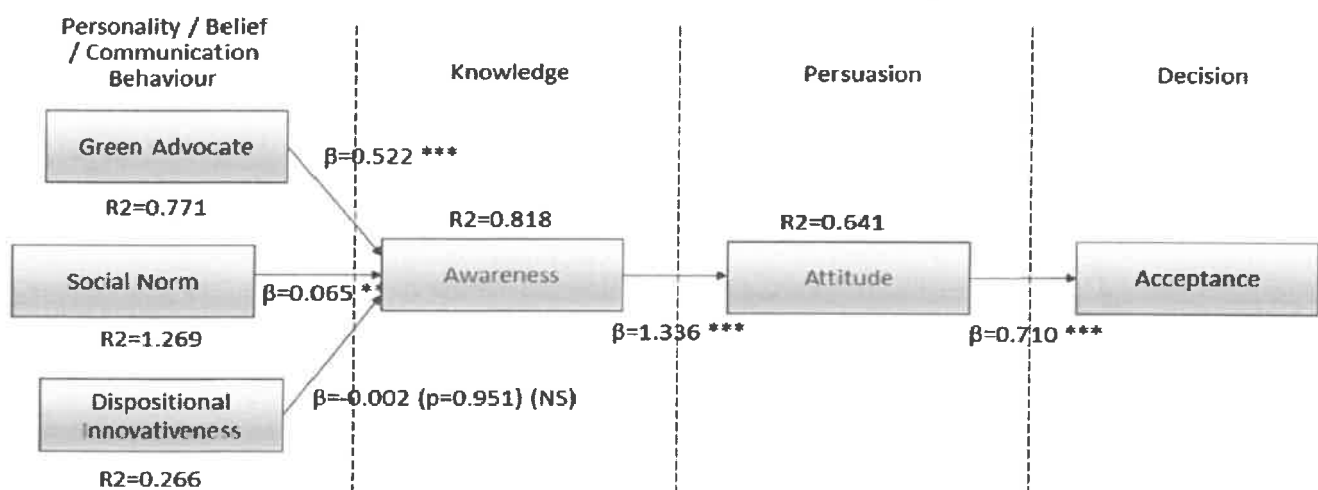 Personality / Belief
/ Communication
Behaviour
Knowledge
Persuasion
Decision
Green Advocate
β=0.522 ***
R2=0.771
R2=0.818
R2=0.641
Social Norm
Awareness
Attitude
Acceptance
β=0.065 **
R2=1.269
β=1.336 ***
β=0.710 ***
Dispositional
Innovativeness
β=-0.002 (p=0.951) (NS)
R2=0.266